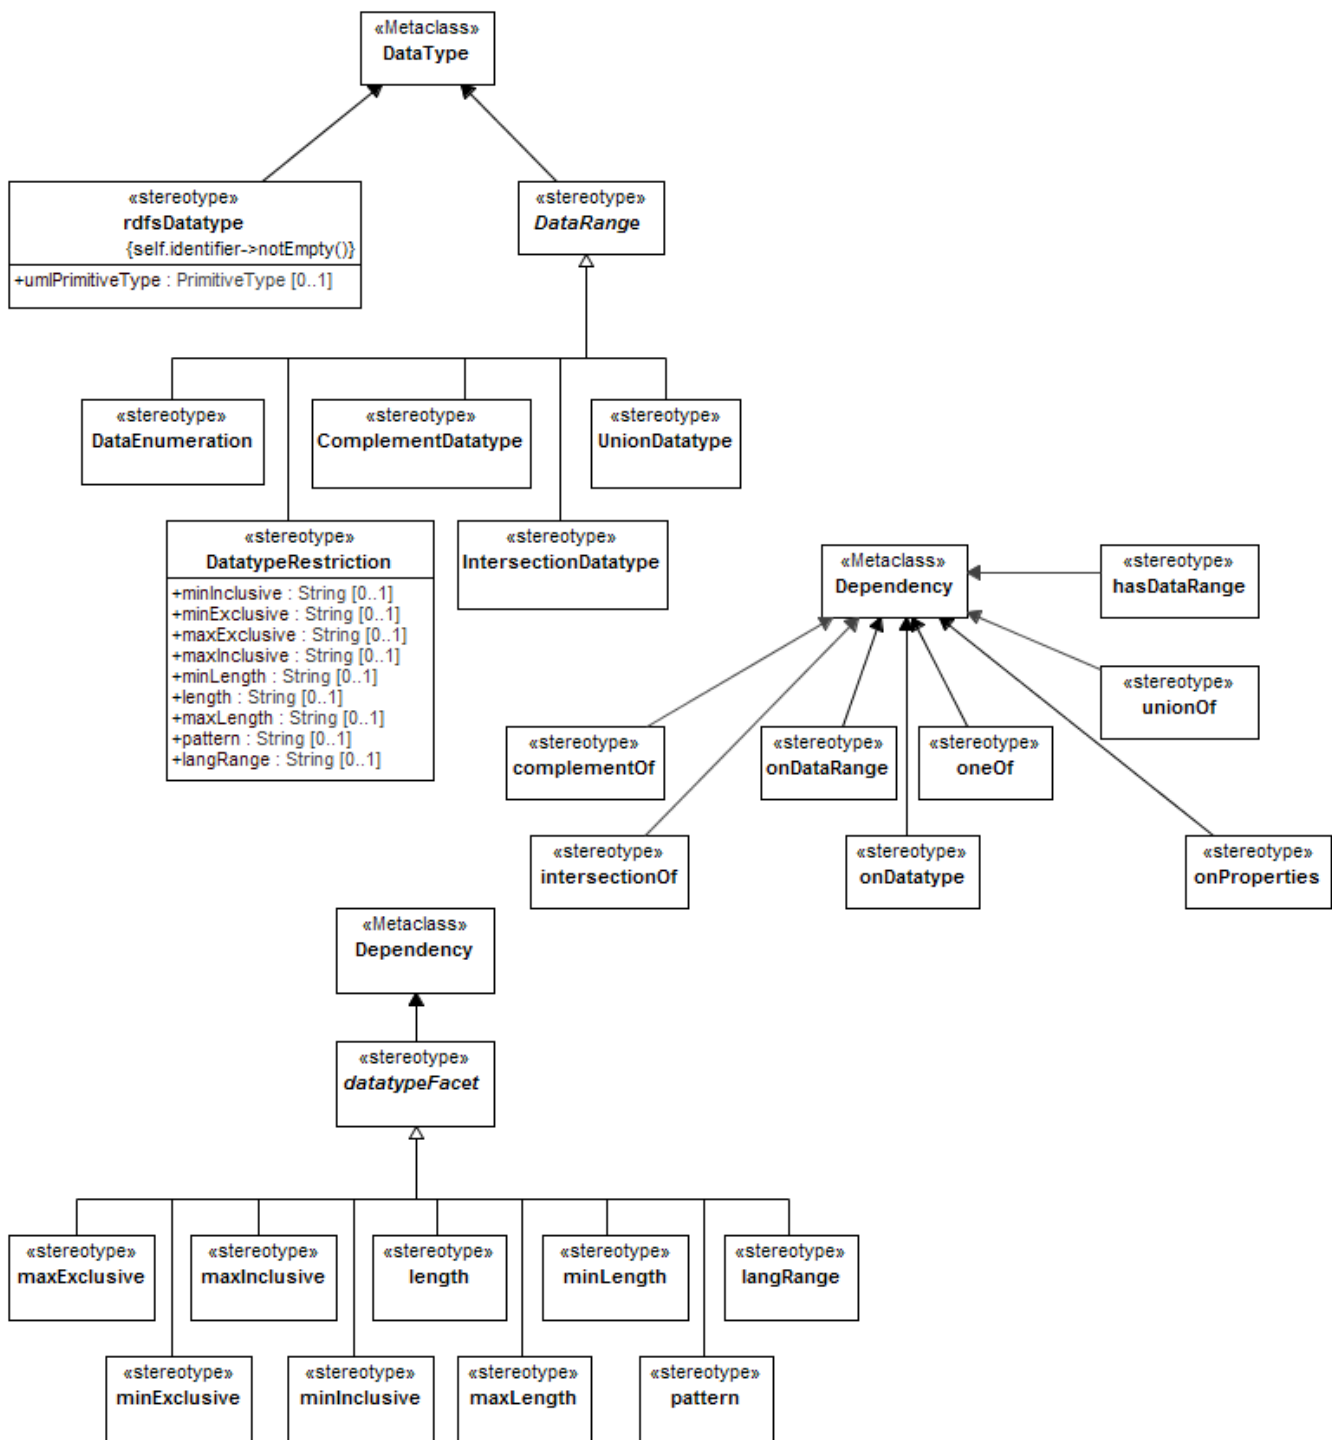 «Metaclass»
DataType
«stereotype»
rdfsDatatype
{self.identifier->notEmpty()}
+umlPrimitiveType : PrimitiveType [0..1]
«stereotype»
DataRange
«stereotype»
DataEnumeration
«stereotype»
ComplementDatatype
«stereotype»
UnionDatatype
«stereotype»
DatatypeRestriction
+minInclusive : String [0..1]
+minExclusive : String [0..1]
+maxExclusive : String [0..1]
+maxInclusive : String [0..1]
+minLength : String [0..1]
+length : String [0..1]
+maxLength : String [0..1]
+pattern : String [0..1]
+langRange : String [0..1]
«stereotype»
IntersectionDatatype
«Metaclass»
Dependency
«stereotype»
hasDataRange
«stereotype»
unionOf
«stereotype»
complementOf
«stereotype»
onDataRange
«stereotype»
oneOf
«stereotype»
intersectionOf
«stereotype»
onDatatype
«stereotype»
onProperties
«Metaclass»
Dependency
«stereotype»
datatypeFacet
«stereotype»
maxExclusive
«stereotype»
maxInclusive
«stereotype»
length
«stereotype»
minLength
«stereotype»
langRange
«stereotype»
minExclusive
«stereotype»
minInclusive
«stereotype»
maxLength
«stereotype»
pattern